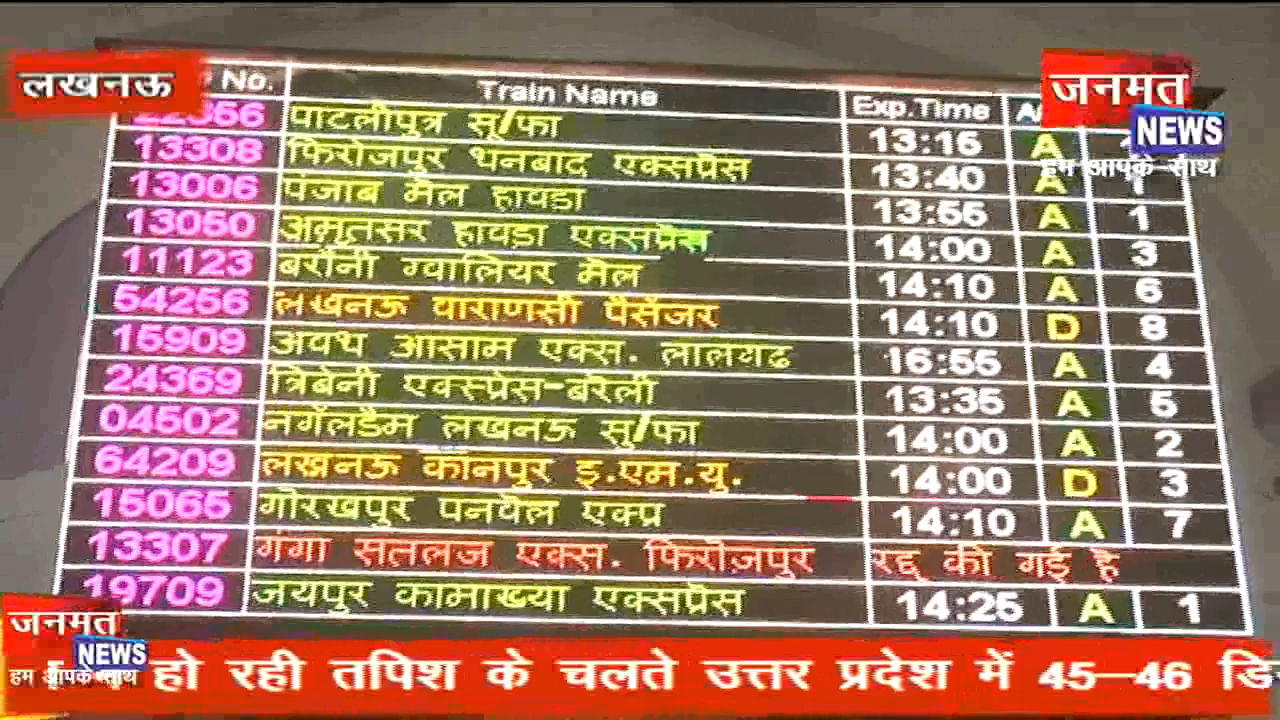 लखनऊ
No. Train Name Exp.Time
जनमत
NEWS
हम आपके साथ
पाटलीपुत्र सु/फा 13:15 A
13308 फिरोजपुर धनबाद एक्सप्रेस 13:40 A 1
13006 पंजाब मेल हावड़ा 13:55 A 1
13050 अमृतसर हावड़ा एक्सप्रेस 14:00 A 3
11123 बरौनी ग्वालियर मेल 14:10 A 6
54256 लखनऊ वाराणसी पैसेंजर 14:10 D 8
15909 अवध आसाम एक्स. लालगढ 16:55 A 4
24369 त्रिबेनी एक्स्प्रेस-बरेली 13:35 A 5
04502 नगॅलडैम लखनऊ सु/फा 14:00 A 2
64209 लखनऊ कॉनपुर इ.एम.यु. 14:00 D 3
15065 गोरखपुर पनवेल एक्प्र 14:10 A 7
13307 गंगा सतलज एक्स. फिरोज़पुर रद्द् की गई है
19709 जयपुर कामाख्या एक्सप्रेस 14:25 A 1
जनमत
NEWS
हम आपके साथ
हो रही तपिश के चलते उत्तर प्रदेश में 45–46 डि